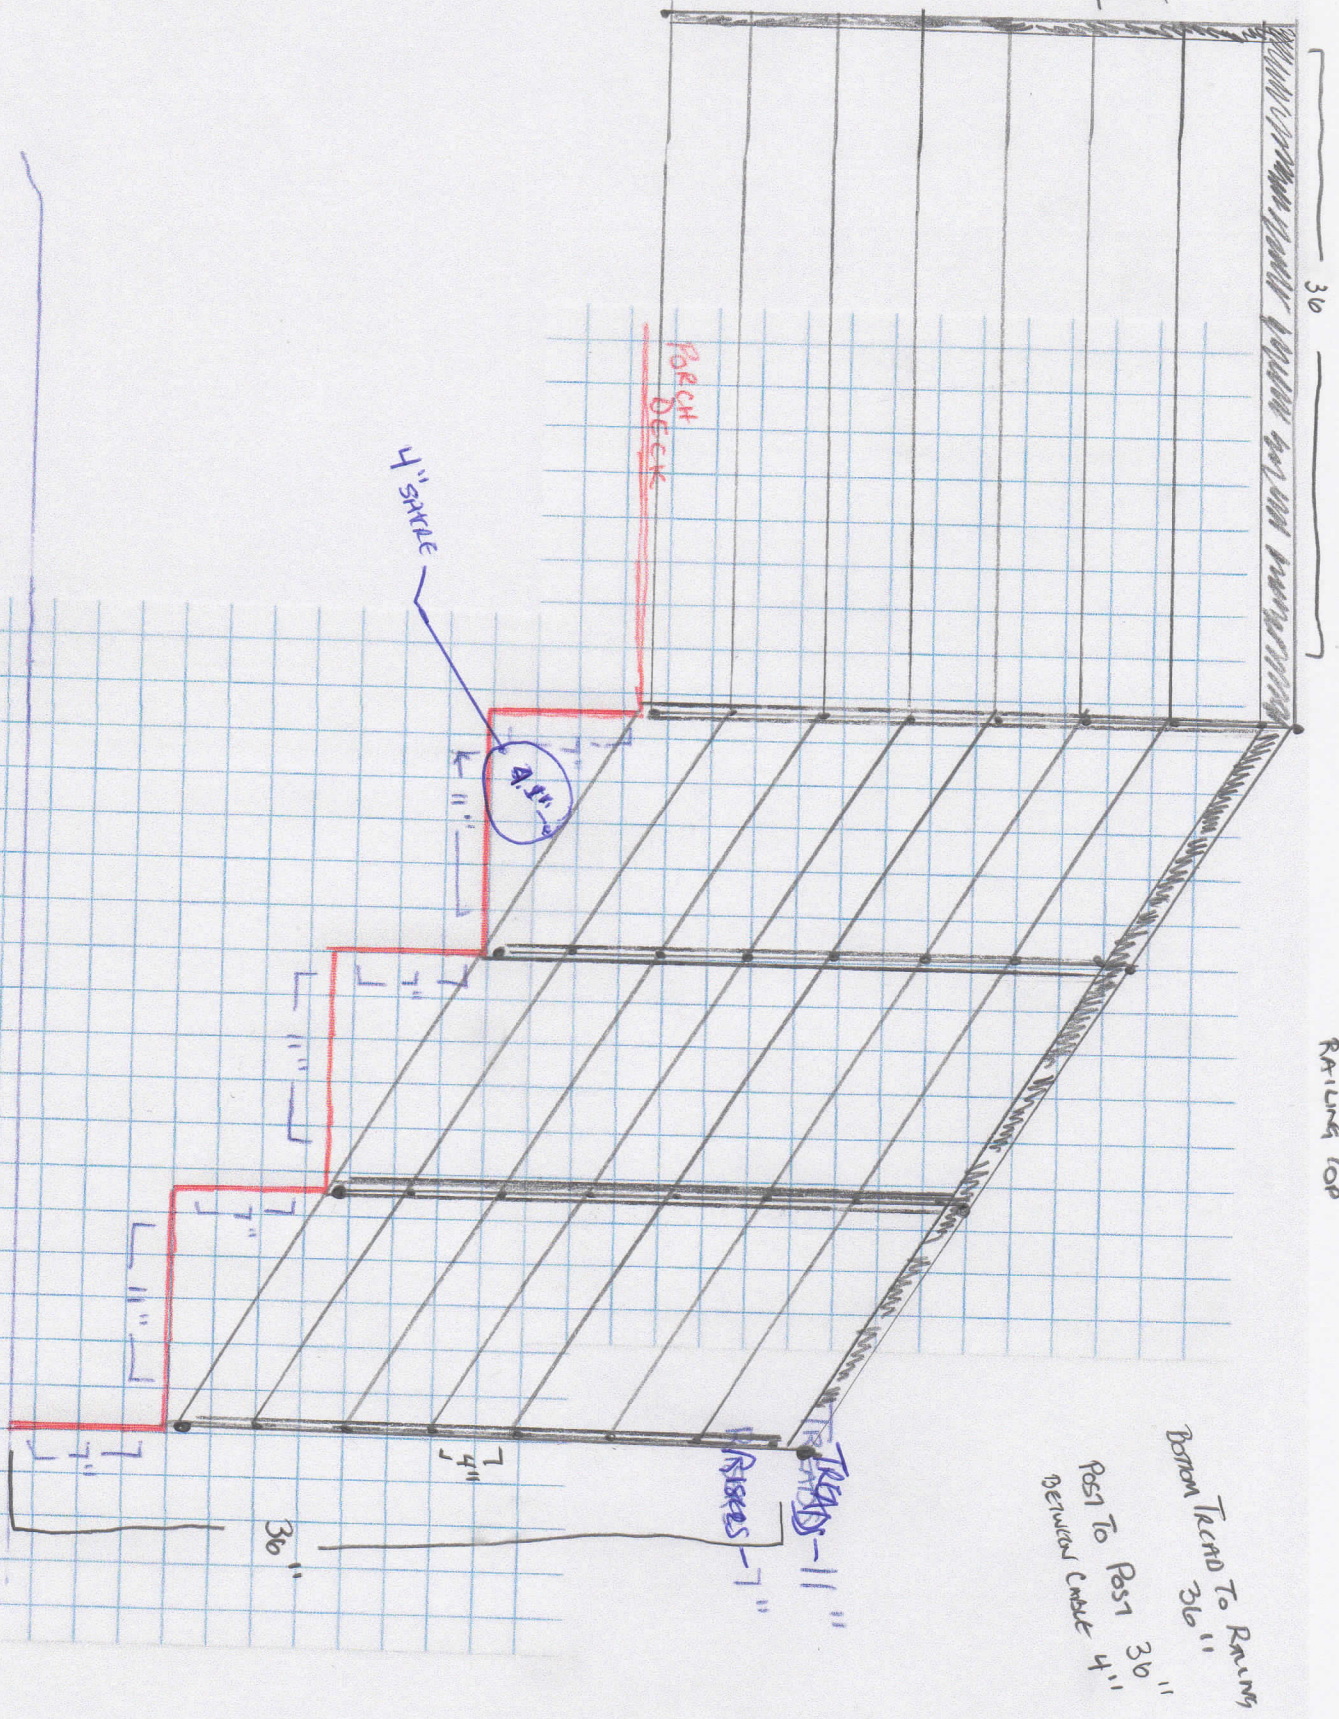 36
RAILING TOP
PORCH
DECK
4" SPHRE
7"
11"
7"
11"
7"
11"
7"
4"
36"
TREADS-11"
RISERS-7"
BOTTOM TREAD TO RAILING
36"
POST TO POST 36"
BETWEEN CABLE 4"